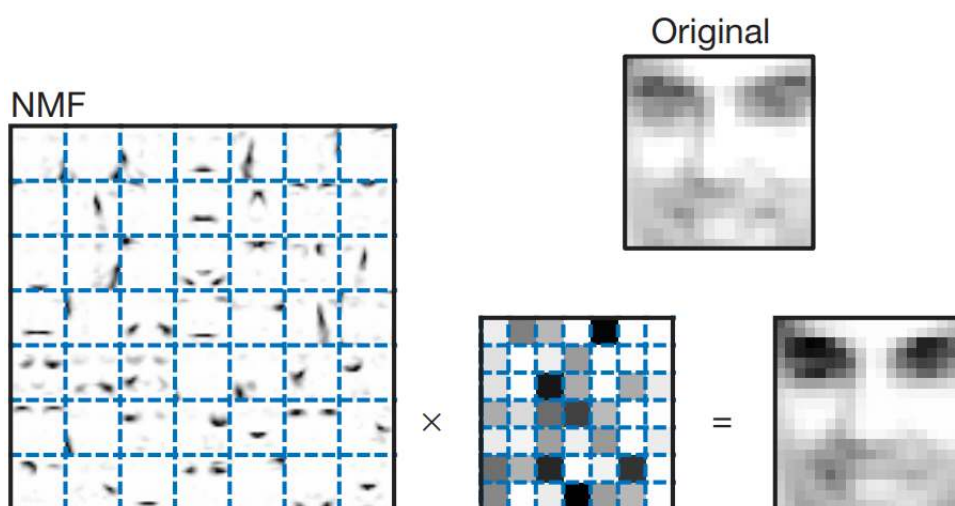 Original
NMF
×
=